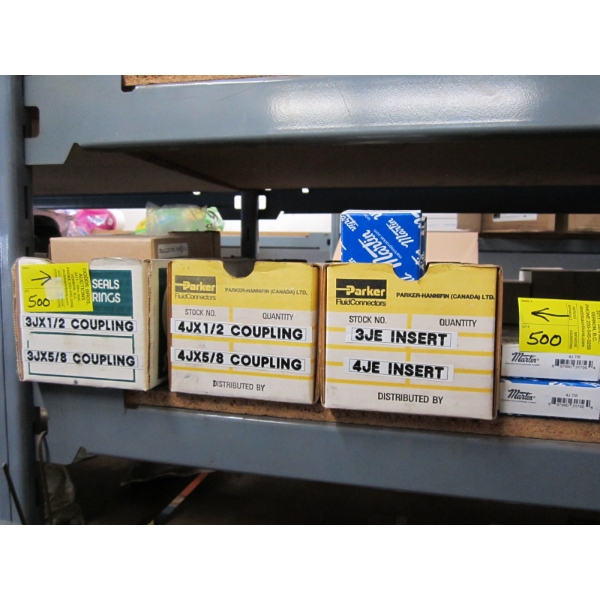 500
SEALS
RINGS
3JX1/2 COUPLING
3JX5/8 COUPLING
Parker
FluidConnectors
PARKER-HANNIFIN (CANADA) LTD.
STOCK NO. QUANTITY
4JX1/2 COUPLING
4JX5/8 COUPLING
DISTRIBUTED BY
Martin
Martin
Parker
FluidConnectors
PARKER-HANNIFIN (CANADA) LTD.
STOCK NO. QUANTITY
3JE INSERT
4JE INSERT
DISTRIBUTED BY
500
Martin
Martin